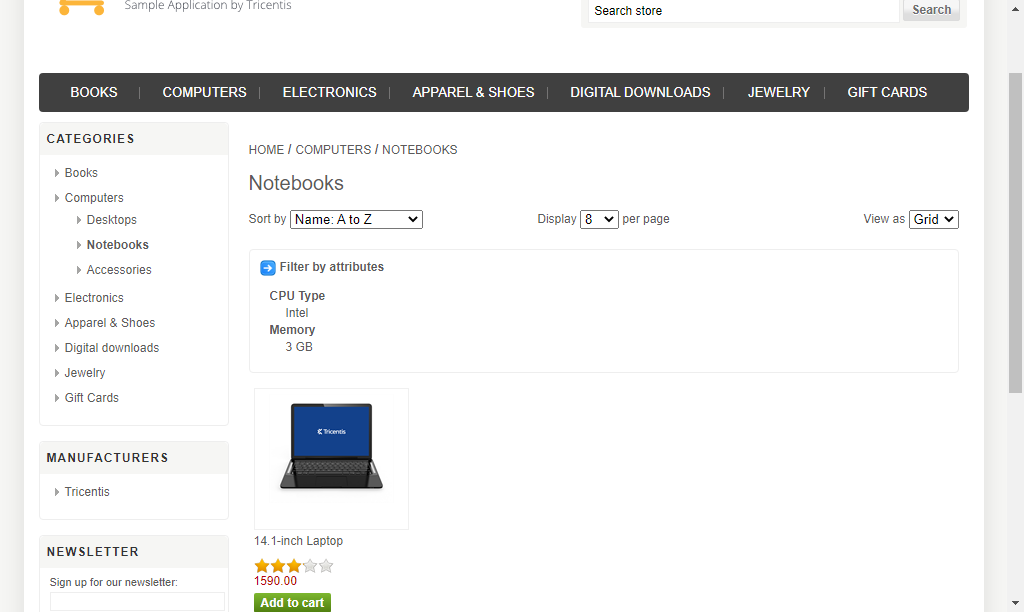 Sample Application by Tricentis
Search store
Search
BOOKS
COMPUTERS
ELECTRONICS
APPAREL & SHOES
DIGITAL DOWNLOADS
JEWELRY
GIFT CARDS
CATEGORIES
Books
Computers
Desktops
Notebooks
Accessories
Electronics
Apparel & Shoes
Digital downloads
Jewelry
Gift Cards
MANUFACTURERS
Tricentis
NEWSLETTER
Sign up for our newsletter:
HOME / COMPUTERS / NOTEBOOKS
Notebooks
Sort by Name: A to Z
Display 8 per page
View as Grid
Filter by attributes
CPU Type
Intel
Memory
3 GB
Tricentis
14.1-inch Laptop
1590.00
Add to cart